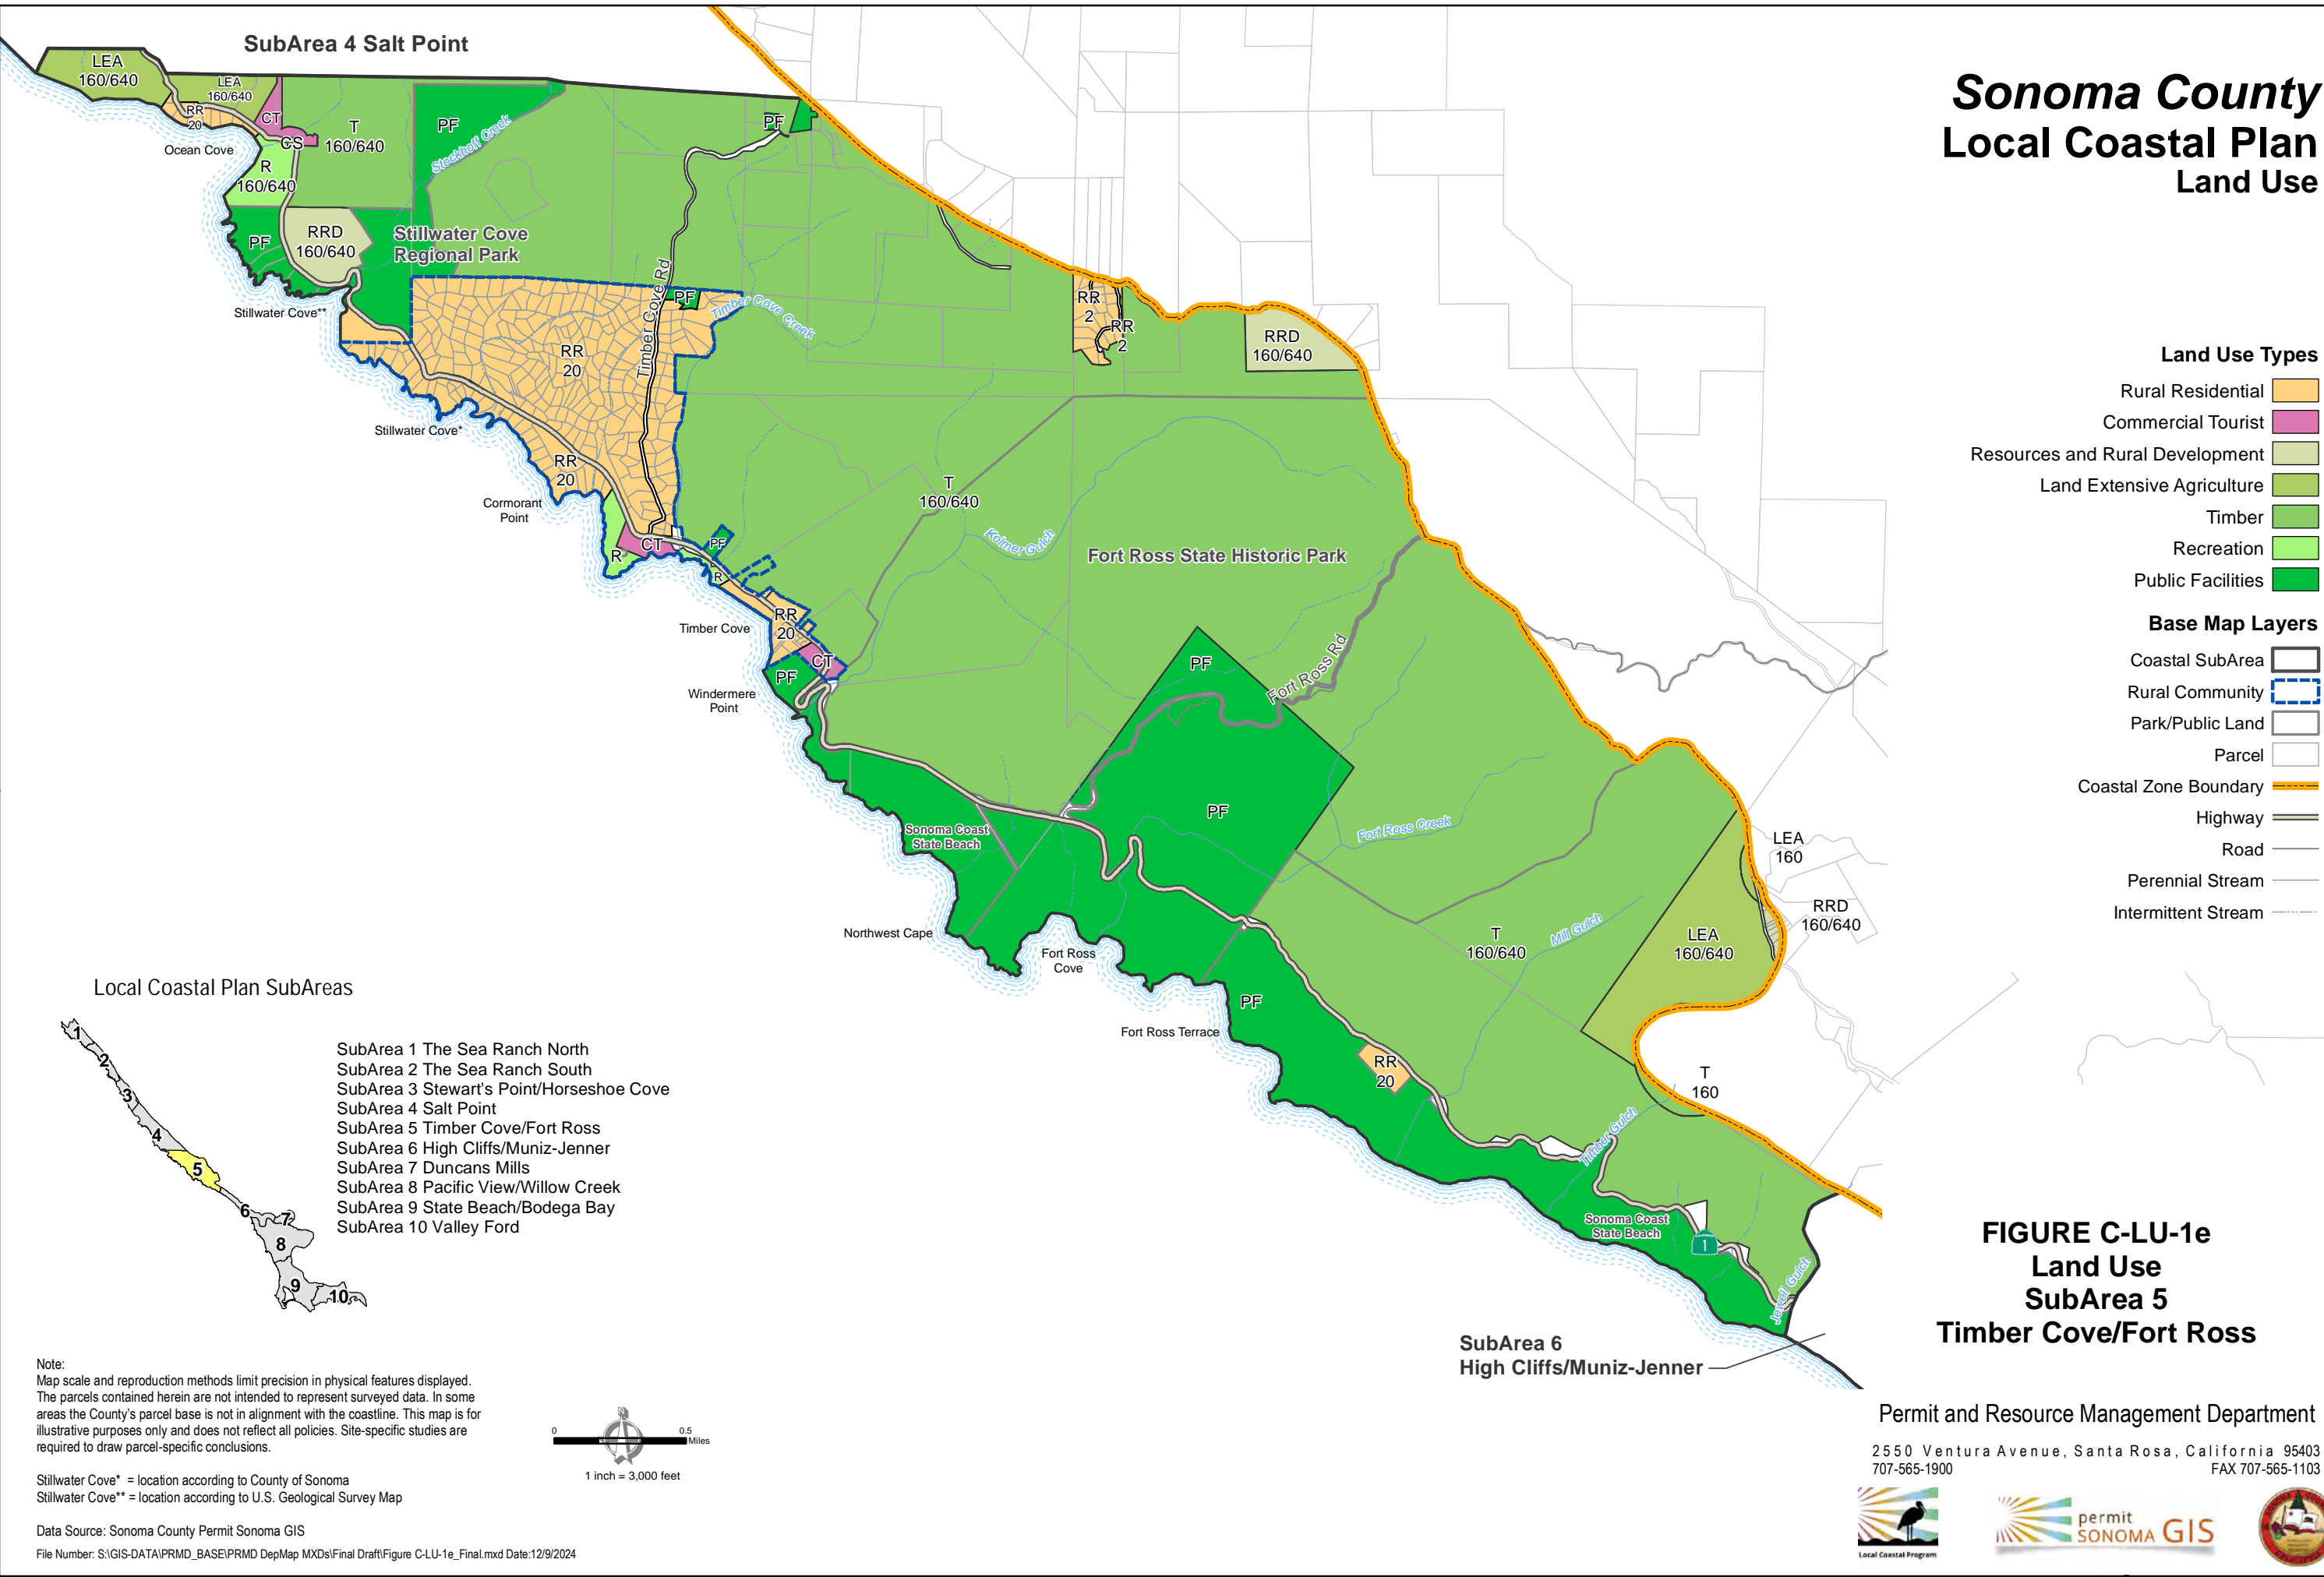 SubArea 4 Salt Point
Sonoma County
Local Coastal Plan
Land Use
LEA
160/640
LEA
160/640
RR
20
CT
CS
T
160/640
PF
Stockhoff Creek
PF
Ocean Cove
R
160/640
PF
RRD
160/640
Stillwater Cove
Regional Park
Stillwater Cove**
Timber Cove Rd
PF
Timber Cove Creek
RR
20
RR
2
RR
2
RRD
160/640
Stillwater Cove*
RR
20
Cormorant
Point
R
CT
PF
R
T
160/640
Kolmer Gulch
Fort Ross State Historic Park
Timber Cove
RR
20
CT
PF
Windermere
Point
PF
Fort Ross Rd
PF
Sonoma Coast
State Beach
Fort Ross Creek
Northwest Cape
Fort Ross
Cove
Fort Ross Terrace
PF
T
160/640
Mill Gulch
LEA
160/640
LEA
160
RRD
160/640
RR
20
T
160
Timber Gulch
Sonoma Coast
State Beach
1
Jewell Gulch
SubArea 6
High Cliffs/Muniz-Jenner
Land Use Types
Rural Residential
Commercial Tourist
Resources and Rural Development
Land Extensive Agriculture
Timber
Recreation
Public Facilities
Base Map Layers
Coastal SubArea
Rural Community
Park/Public Land
Parcel
Coastal Zone Boundary
Highway
Road
Perennial Stream
Intermittent Stream
Local Coastal Plan SubAreas
1
2
3
4
5
6
7
8
9
10
SubArea 1 The Sea Ranch North
SubArea 2 The Sea Ranch South
SubArea 3 Stewart's Point/Horseshoe Cove
SubArea 4 Salt Point
SubArea 5 Timber Cove/Fort Ross
SubArea 6 High Cliffs/Muniz-Jenner
SubArea 7 Duncans Mills
SubArea 8 Pacific View/Willow Creek
SubArea 9 State Beach/Bodega Bay
SubArea 10 Valley Ford
Note:
Map scale and reproduction methods limit precision in physical features displayed.
The parcels contained herein are not intended to represent surveyed data. In some
areas the County's parcel base is not in alignment with the coastline. This map is for
illustrative purposes only and does not reflect all policies. Site-specific studies are
required to draw parcel-specific conclusions.
Stillwater Cove* = location according to County of Sonoma
Stillwater Cove** = location according to U.S. Geological Survey Map
Data Source: Sonoma County Permit Sonoma GIS
File Number: S:\GIS-DATA\PRMD_BASE\PRMD DepMap MXDs\Final Draft\Figure C-LU-1e_Final.mxd Date:12/9/2024
N
0 0.5
Miles
1 inch = 3,000 feet
FIGURE C-LU-1e
Land Use
SubArea 5
Timber Cove/Fort Ross
Permit and Resource Management Department
2550 Ventura Avenue, Santa Rosa, California 95403
707-565-1900 FAX 707-565-1103
Local Coastal Program
permit
SONOMA GIS